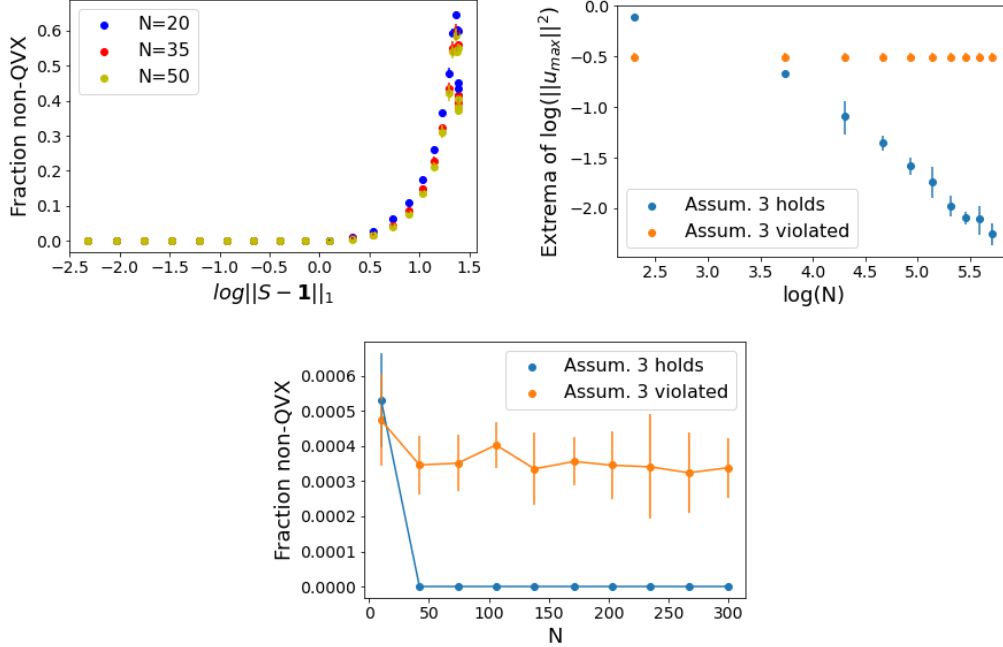 Fraction non-QVX
0.6
0.5
0.4
0.3
0.2
0.1
0.0
N=20
N=35
N=50
−2.5 −2.0 −1.5 −1.0 −0.5 0.0 0.5 1.0 1.5
log||S − 1||₁
Extrema of log(||u_max||²)
0.0
−0.5
−1.0
−1.5
−2.0
Assum. 3 holds
Assum. 3 violated
2.5 3.0 3.5 4.0 4.5 5.0 5.5
log(N)
Fraction non-QVX
0.0006
0.0005
0.0004
0.0003
0.0002
0.0001
0.0000
Assum. 3 holds
Assum. 3 violated
0 50 100 150 200 250 300
N